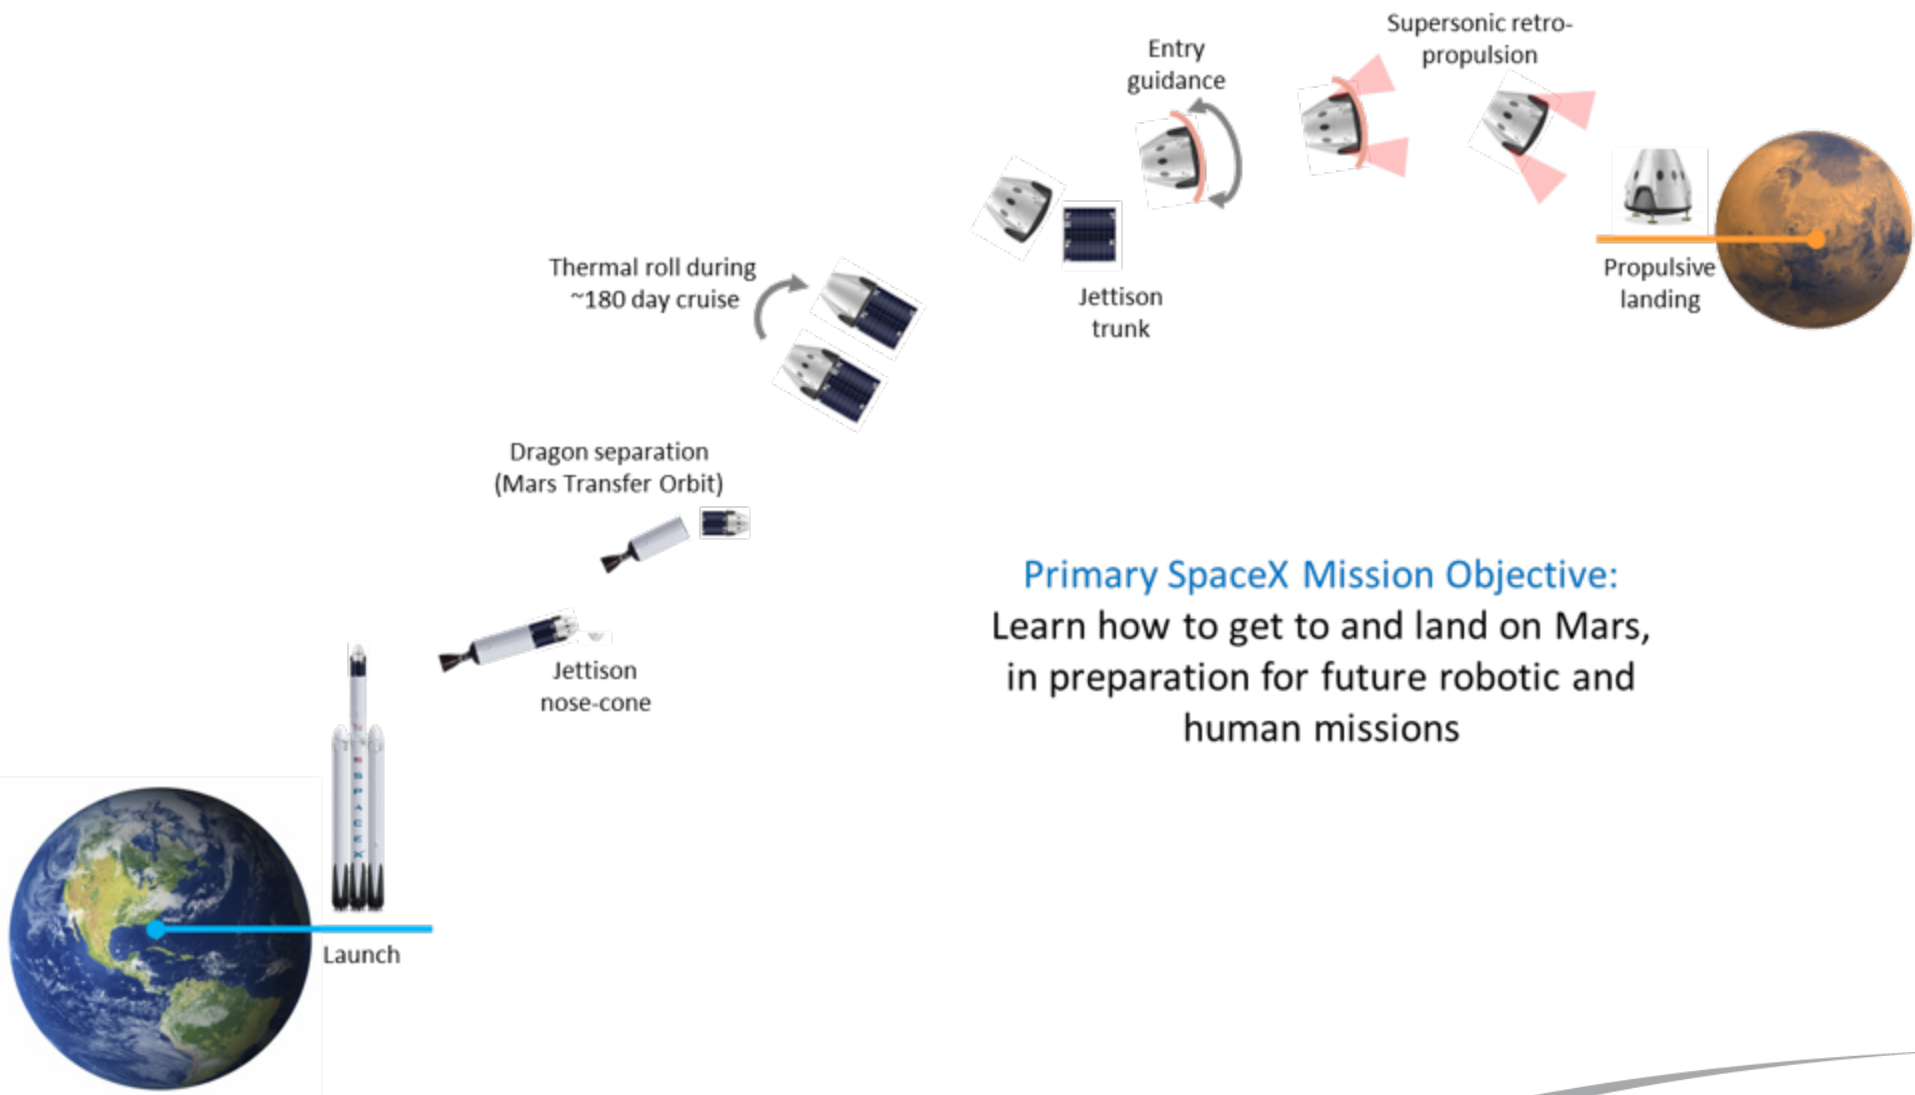 Supersonic retro-
propulsion
Entry
guidance
Thermal roll during
~180 day cruise
Jettison
trunk
Propulsive
landing
Dragon separation
(Mars Transfer Orbit)
Primary SpaceX Mission Objective:
Learn how to get to and land on Mars,
in preparation for future robotic and
human missions
Jettison
nose-cone
SPACEX
Launch